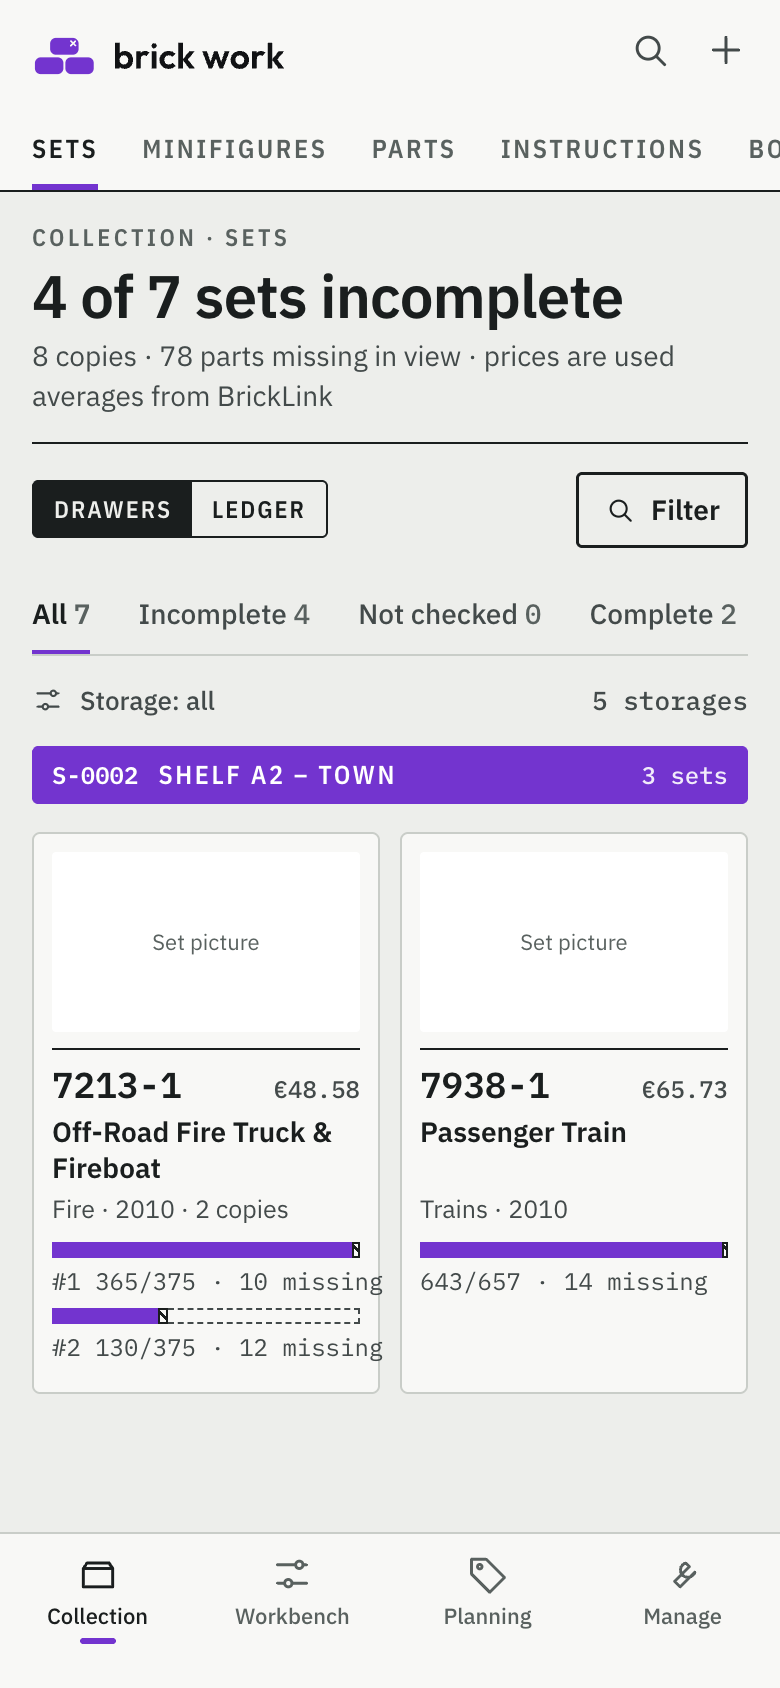 brick work
SETS MINIFIGURES PARTS INSTRUCTIONS BO
COLLECTION · SETS
4 of 7 sets incomplete
8 copies · 78 parts missing in view · prices are used
averages from BrickLink
DRAWERS LEDGER Filter
All 7 Incomplete 4 Not checked 0 Complete 2
Storage: all 5 storages
S-0002 SHELF A2 – TOWN 3 sets
Set picture
7213-1 €48.58
Off-Road Fire Truck &
Fireboat
Fire · 2010 · 2 copies
#1 365/375 · 10 missing
#2 130/375 · 12 missing
Set picture
7938-1 €65.73
Passenger Train
Trains · 2010
643/657 · 14 missing
Collection Workbench Planning Manage